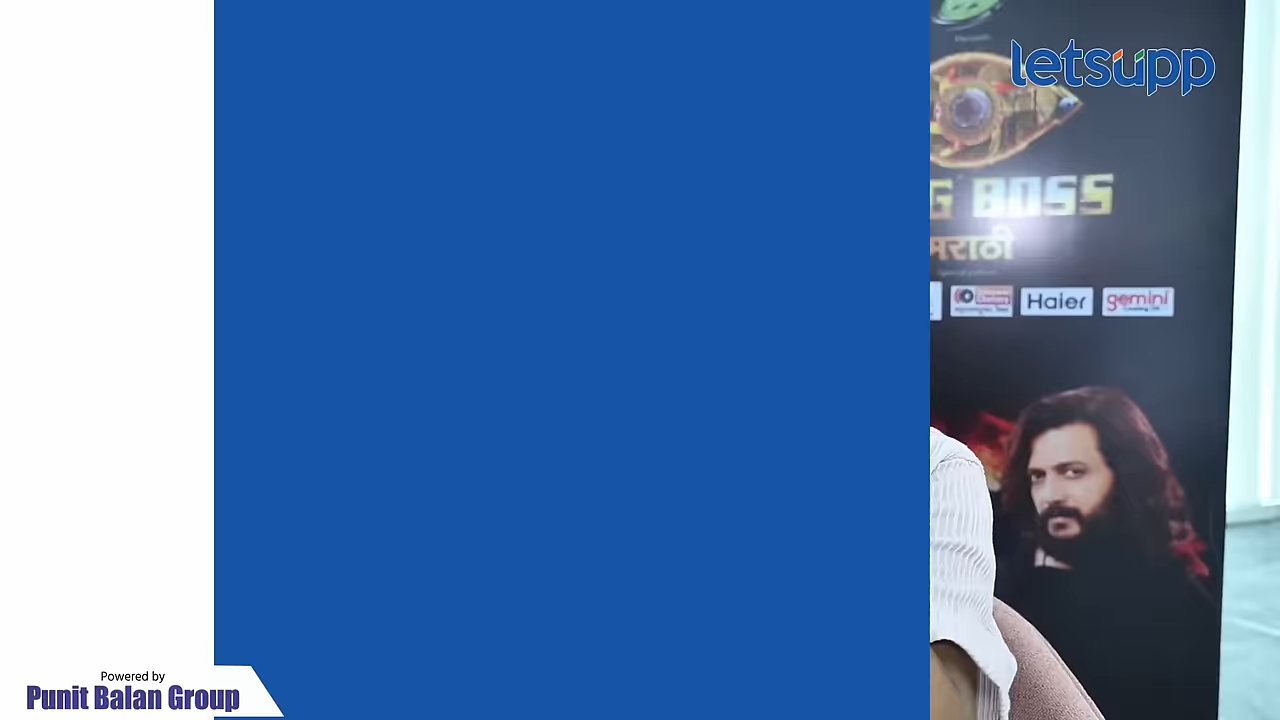 letsupp
G BOSS
मराठी
Haier
gemini
Powered by
Punit Balan Group